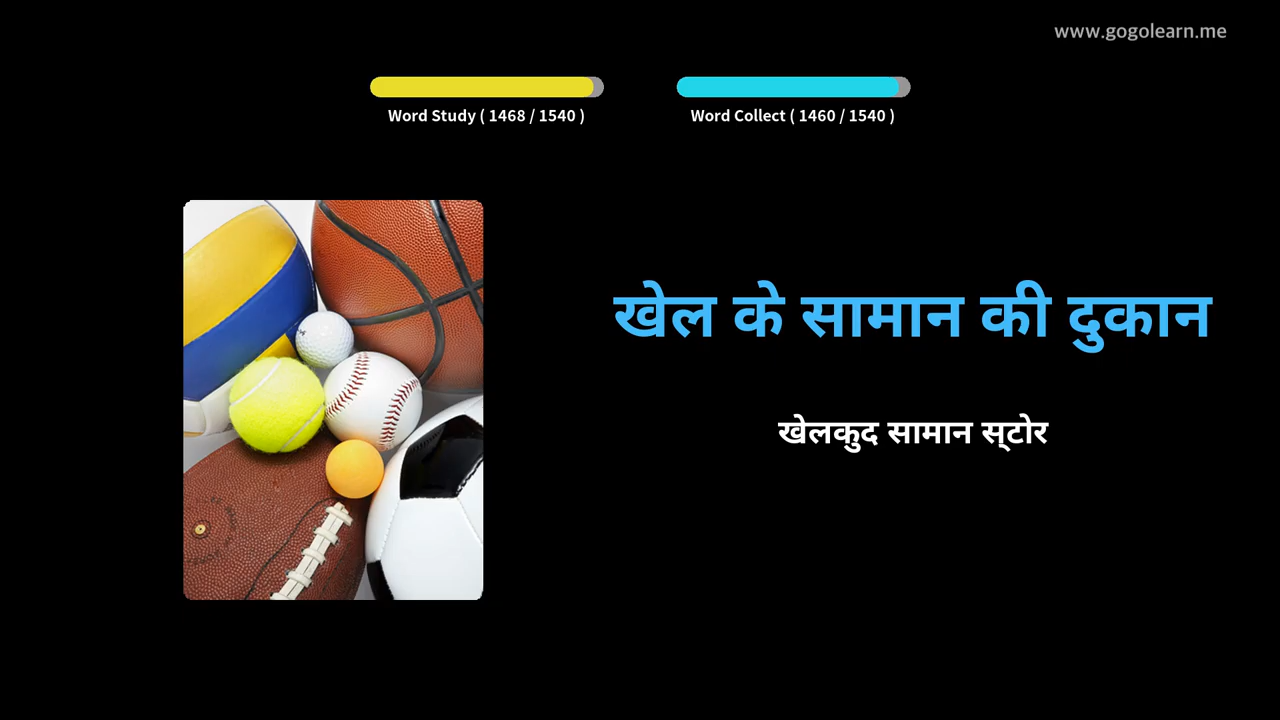 www.gogolearn.me
Word Study ( 1468 / 1540 )
Word Collect ( 1460 / 1540 )
खेल के सामान की दुकान
खेलकुद सामान स्टोर